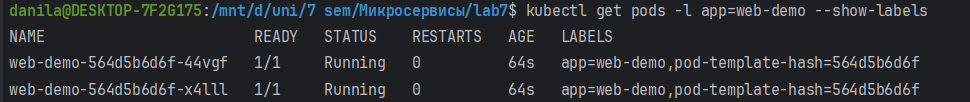 danila@DESKTOP-7F2G175:/mnt/d/uni/7 sem/Микросервисы/lab7$ kubectl get pods -l app=web-demo --show-labels
NAME READY STATUS RESTARTS AGE LABELS
web-demo-564d5b6d6f-44vgf 1/1 Running 0 64s app=web-demo,pod-template-hash=564d5b6d6f
web-demo-564d5b6d6f-x4lll 1/1 Running 0 64s app=web-demo,pod-template-hash=564d5b6d6f